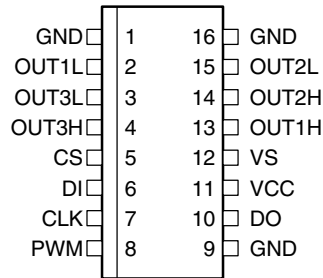 GND 1 16 GND
OUT1L 2 15 OUT2L
OUT3L 3 14 OUT2H
OUT3H 4 13 OUT1H
CS 5 12 VS
DI 6 11 VCC
CLK 7 10 DO
PWM 8 9 GND